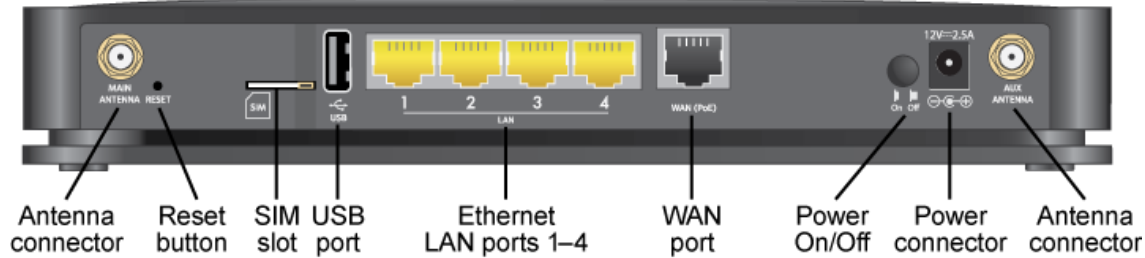 12V⎓2.5A
MAIN
ANTENNA
RESET
SIM
USB
1 2 3 4
LAN
WAN (PoE)
On Off
AUX
ANTENNA
Antenna
connector
Reset
button
SIM
slot
USB
port
Ethernet
LAN ports 1–4
WAN
port
Power
On/Off
Power
connector
Antenna
connector